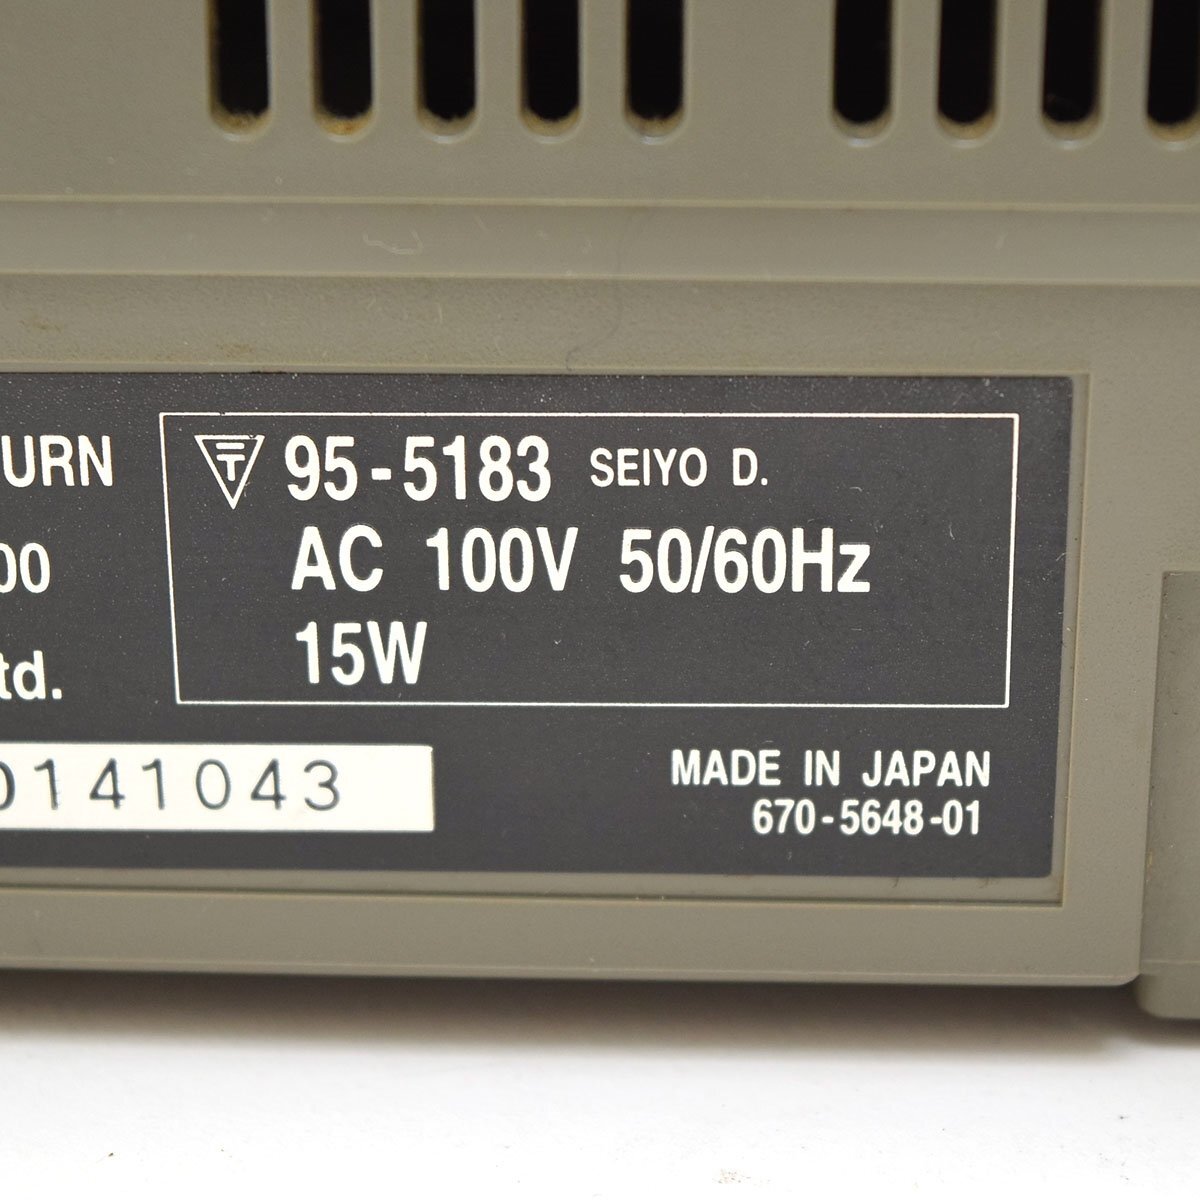 URN
95-5183 SEIYO D.
00
AC 100V 50/60Hz
15W
td.
0141043
MADE IN JAPAN
670-5648-01